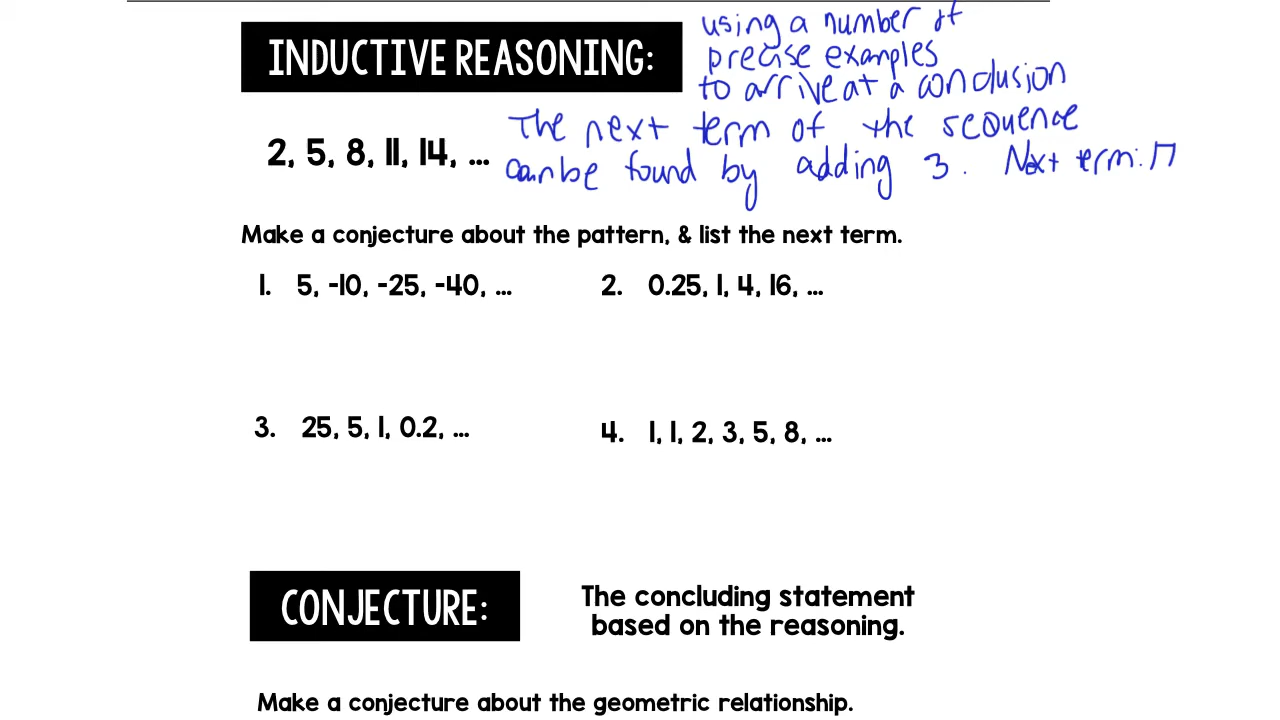 INDUCTIVE REASONING:
using a number of
precise examples
to arrive at a conclusion
2, 5, 8, 11, 14, ...
The next term of the sequence
can be found by adding 3. Next term: 17
Make a conjecture about the pattern, & list the next term.
1. 5, -10, -25, -40, ...
2. 0.25, 1, 4, 16, ...
3. 25, 5, 1, 0.2, ...
4. 1, 1, 2, 3, 5, 8, ...
CONJECTURE:
The concluding statement
based on the reasoning.
Make a conjecture about the geometric relationship.